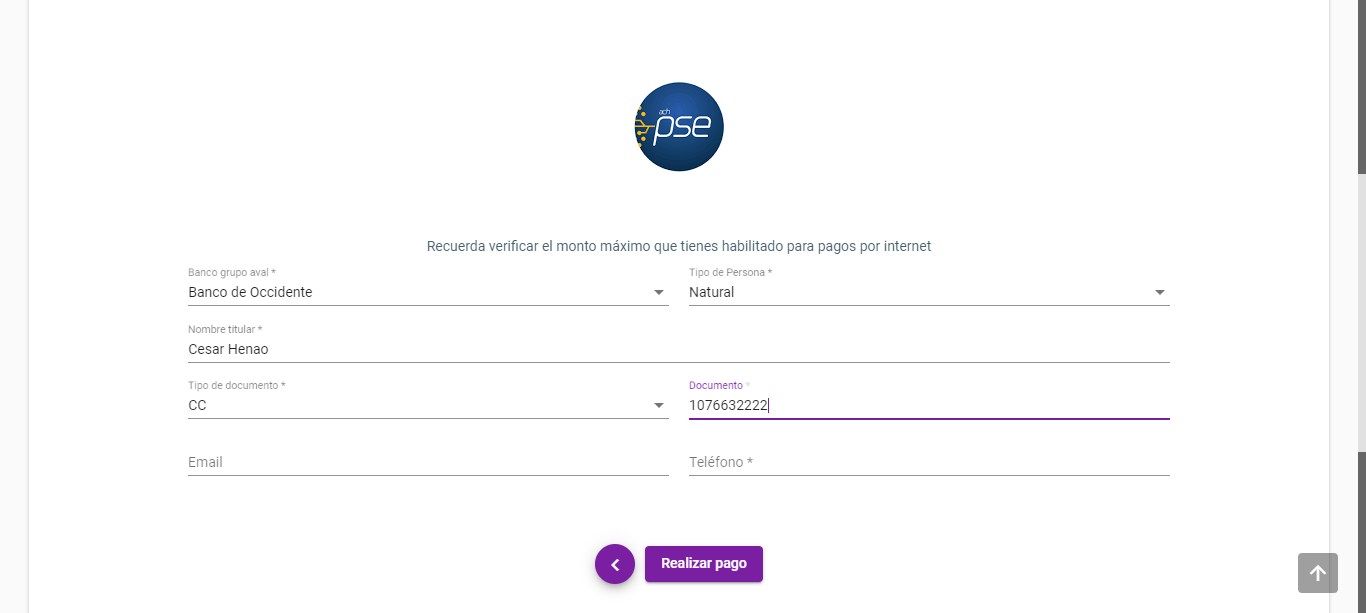 ach
pse
Recuerda verificar el monto máximo que tienes habilitado para pagos por internet
Banco grupo aval *
Tipo de Persona *
Banco de Occidente
Natural
Nombre titular *
Cesar Henao
Tipo de documento *
Documento *
CC
1076632222
Email
Teléfono *
Realizar pago